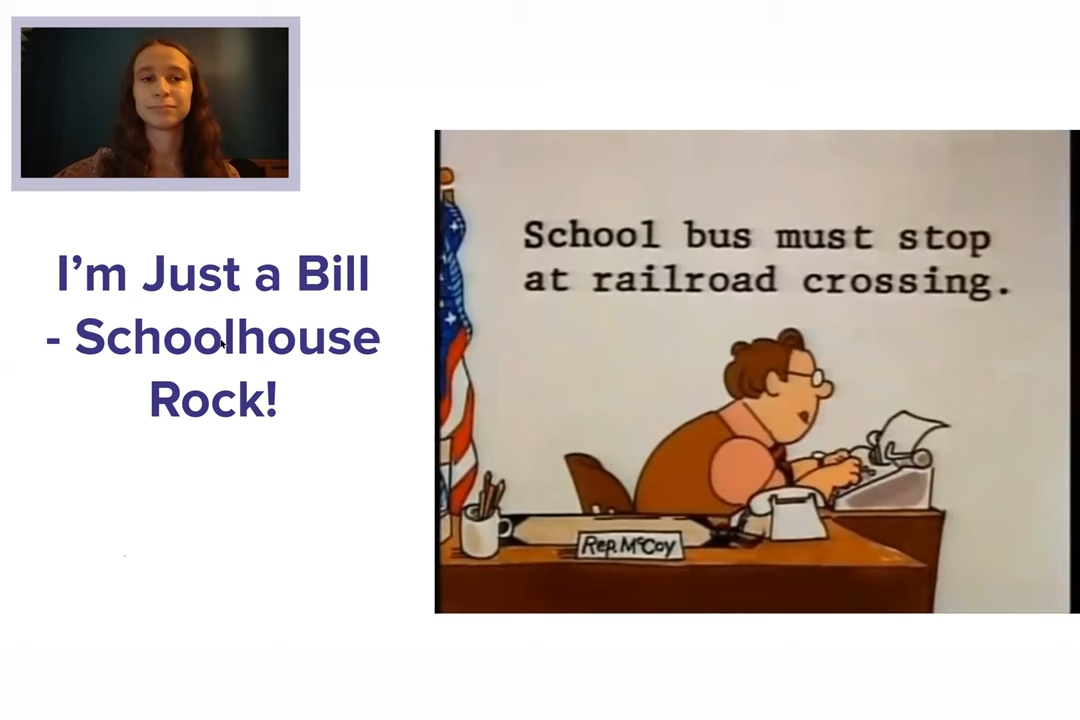 I’m Just a Bill
- Schoolhouse
Rock!
School bus must stop
at railroad crossing.
Rep. McCoy